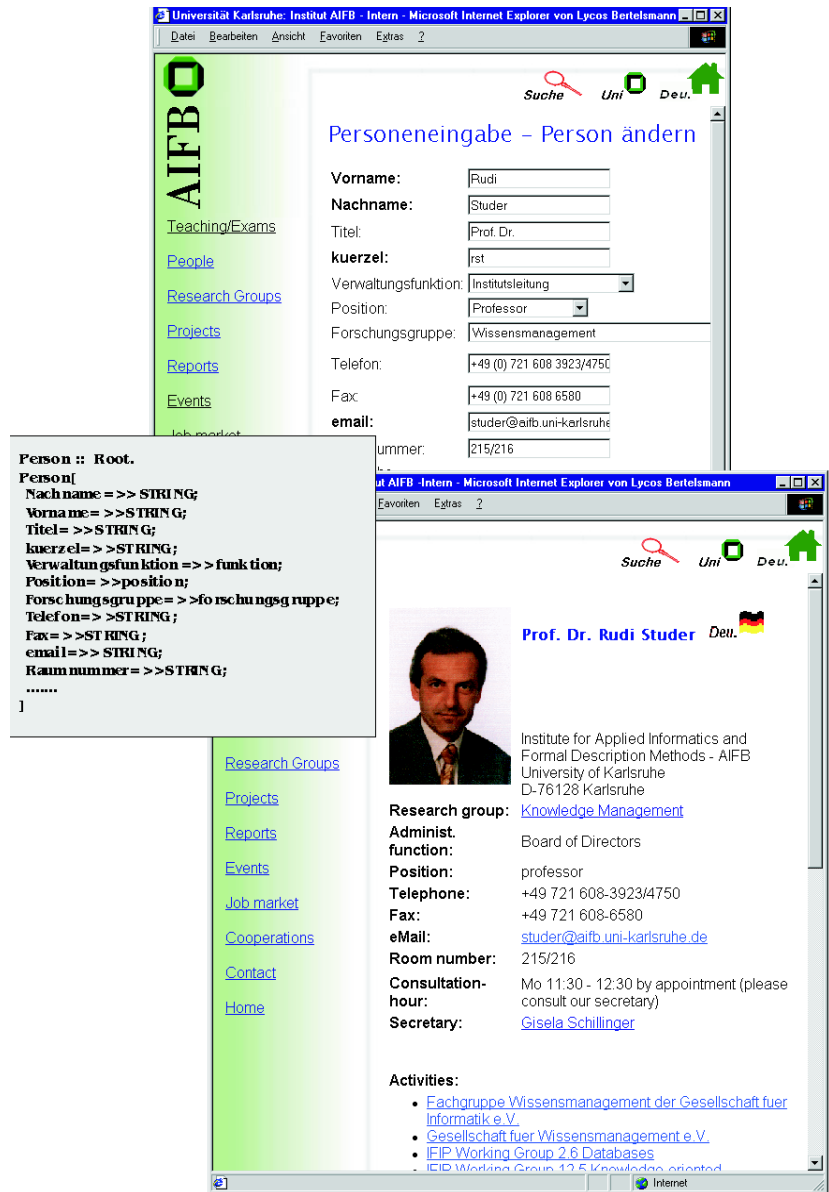 Universität Karlsruhe: Institut AIFB - Intern - Microsoft Internet Explorer von Lycos Bertelsmann
Datei Bearbeiten Ansicht Favoriten Extras ?
AIFB
Suche Uni Deu.
Personeneingabe – Person ändern
Vorname: Rudi
Nachname: Studer
Titel: Prof. Dr.
kuerzel: rst
Verwaltungsfunktion: Institutsleitung
Position: Professor
Forschungsgruppe: Wissensmanagement
Telefon: +49 (0) 721 608 3923/4750
Fax: +49 (0) 721 608 6580
email: studer@aifb.uni-karlsruhe
ummer: 215/216
Teaching/Exams
People
Research Groups
Projects
Reports
Events
Job market
Person :: Root.
Person[
Nachname=>>STRING;
Vorname=>>STRING;
Titel=>>STRING;
kuerzel=>>STRING;
Verwaltungsfunktion=>>funktion;
Position=>>position;
Forschungsgruppe=>>forschungsgruppe;
Telefon=>>STRING;
Fax=>>STRING;
email=>>STRING;
Raumnummer=>>STRING;
.......
]
ut AIFB -Intern - Microsoft Internet Explorer von Lycos Bertelsmann
Favoriten Extras ?
Suche Uni Deu.
Prof. Dr. Rudi Studer Deu.
Institute for Applied Informatics and
Formal Description Methods - AIFB
University of Karlsruhe
D-76128 Karlsruhe
Research group: Knowledge Management
Administ.
function: Board of Directors
Position: professor
Telephone: +49 721 608-3923/4750
Fax: +49 721 608-6580
eMail: studer@aifb.uni-karlsruhe.de
Room number: 215/216
Consultation- Mo 11:30 - 12:30 by appointment (please
hour: consult our secretary)
Secretary: Gisela Schillinger
Activities:
• Fachgruppe Wissensmanagement der Gesellschaft fuer
Informatik e.V.
• Gesellschaft fuer Wissensmanagement e.V.
• IFIP Working Group 2.6 Databases
• IFIP Working Group 12.5 Knowledge-oriented
Research Groups
Projects
Reports
Events
Job market
Cooperations
Contact
Home
Internet